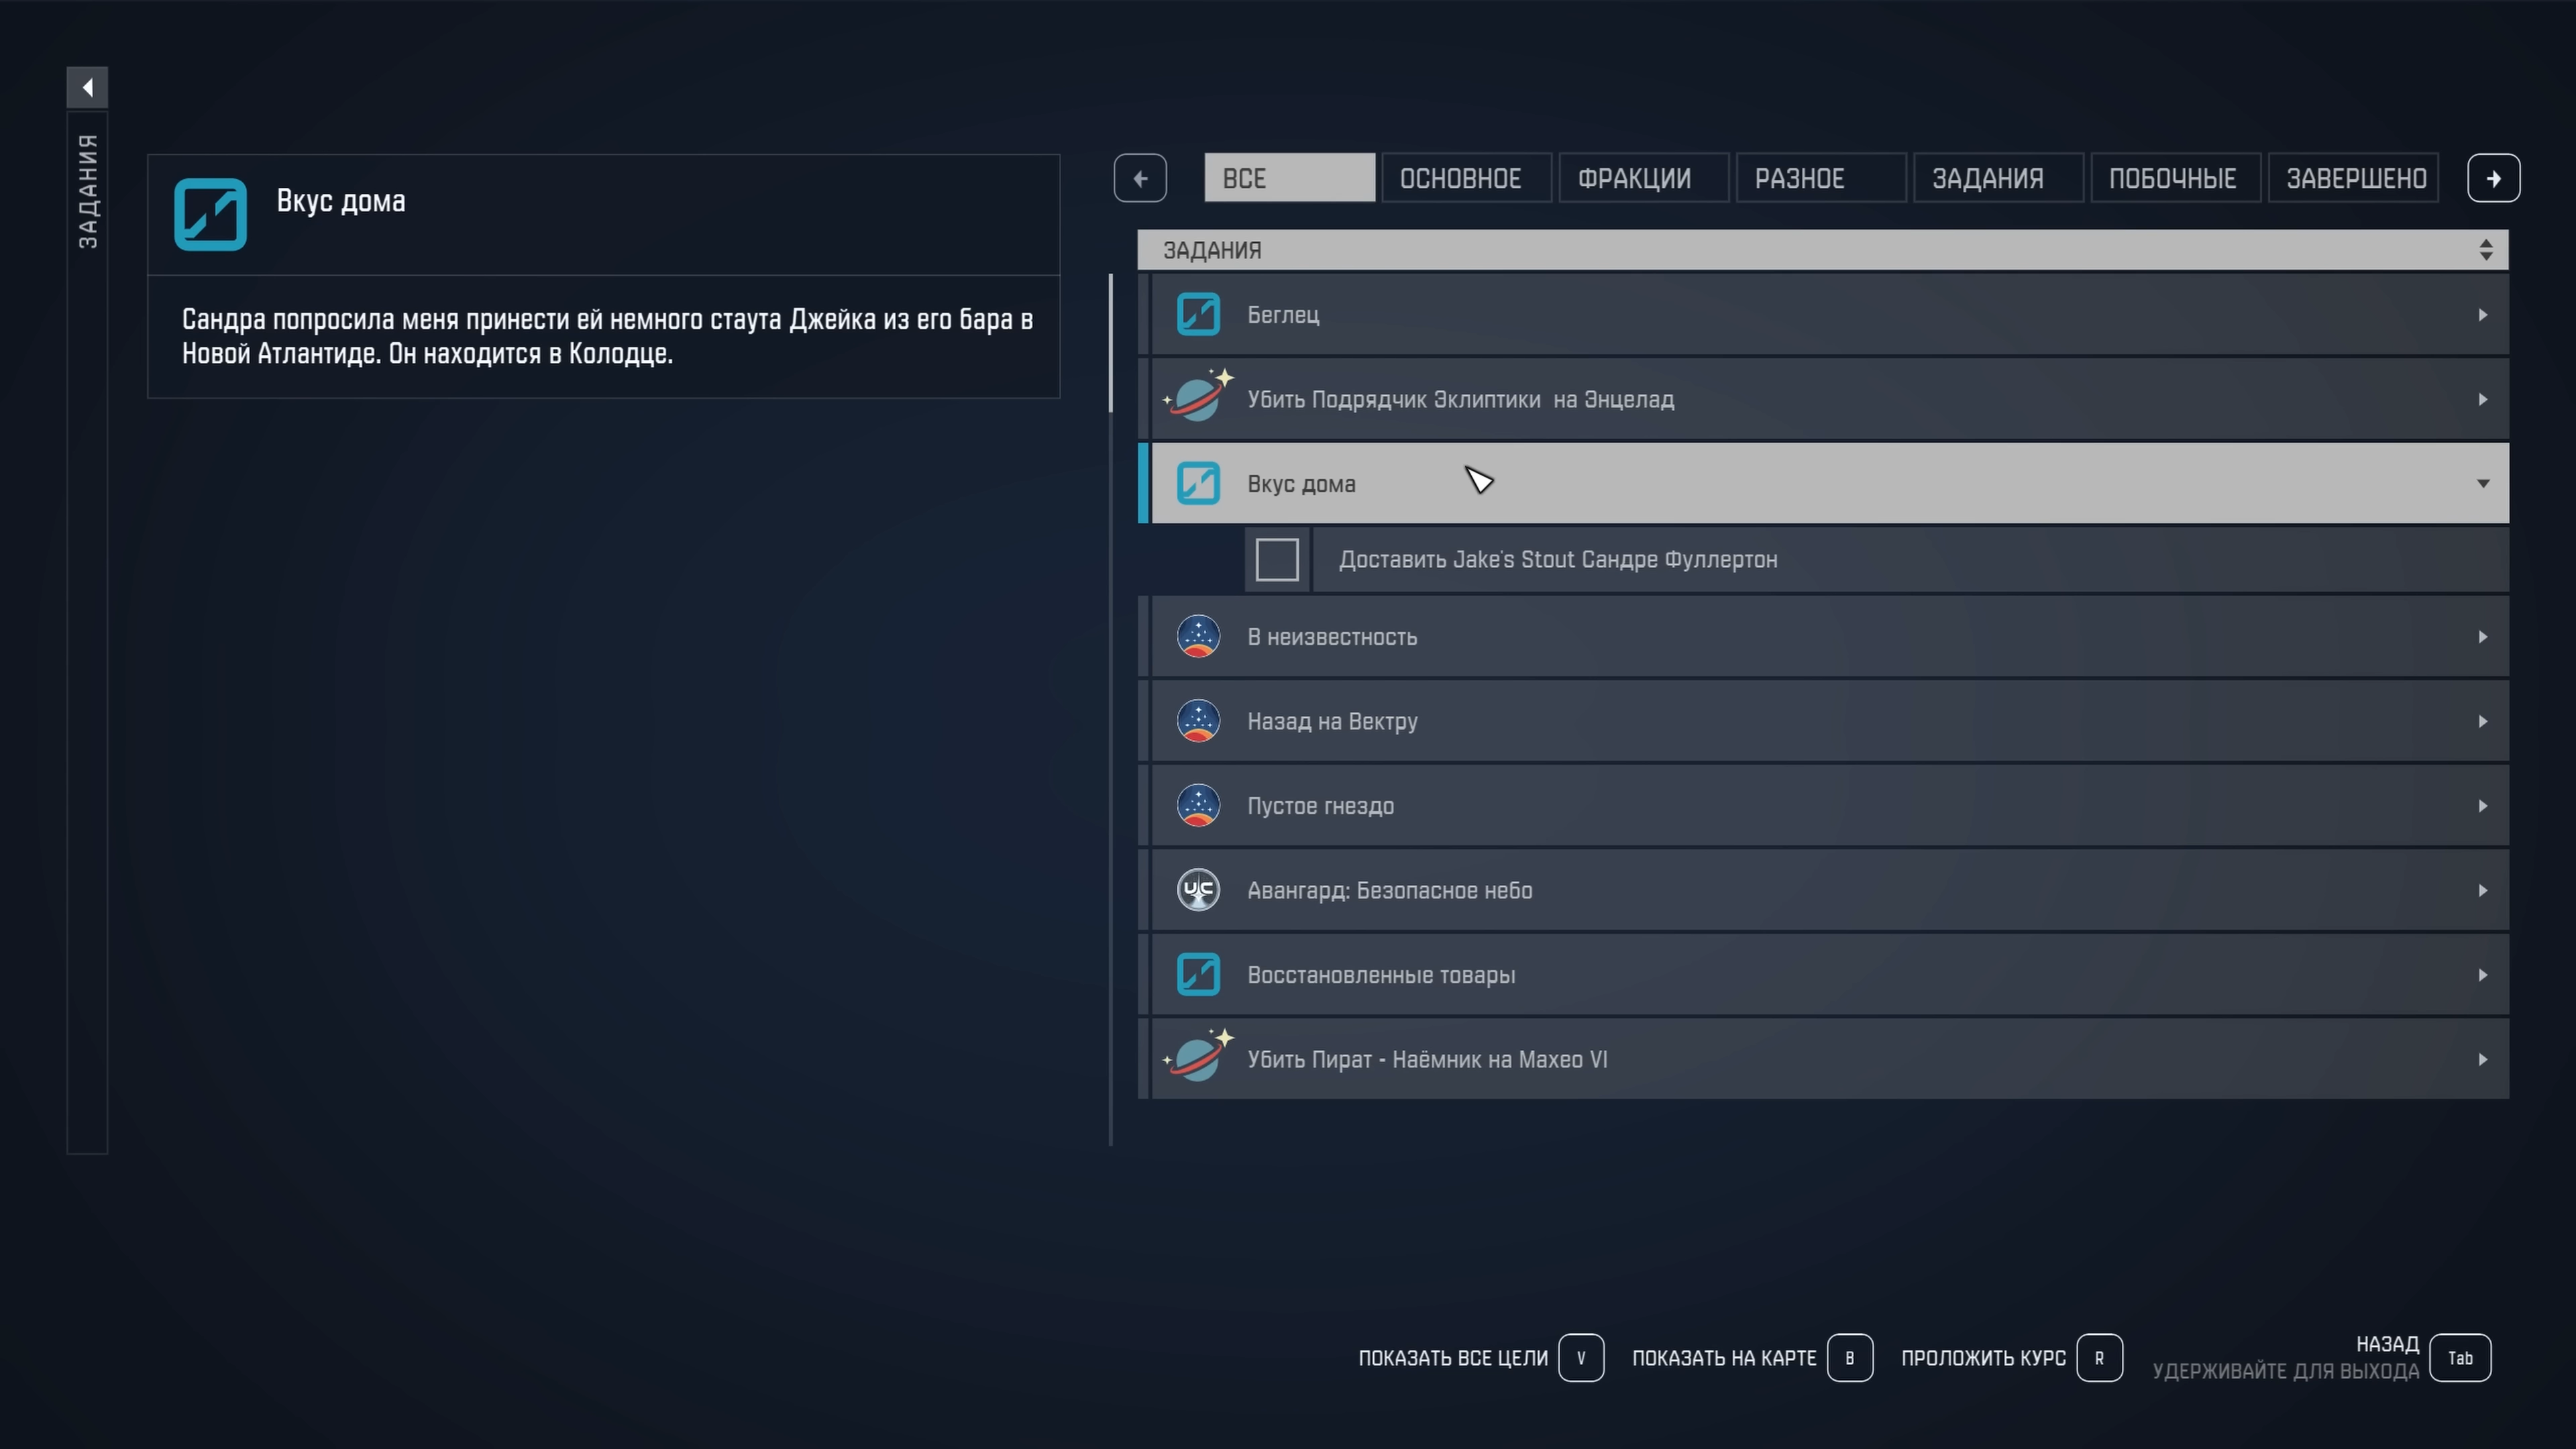 ЗАДАНИЯ
Вкус дома
Сандра попросила меня принести ей немного стаута Джейка из его бара в
Новой Атлантиде. Он находится в Колодце.
ВСЕ
ОСНОВНОЕ
ФРАКЦИИ
РАЗНОЕ
ЗАДАНИЯ
ПОБОЧНЫЕ
ЗАВЕРШЕНО
ЗАДАНИЯ
Беглец
Убить Подрядчик Эклиптики  на Энцелад
Вкус дома
Доставить Jake's Stout Сандре Фуллертон
В неизвестность
Назад на Вектру
Пустое гнездо
UC
Авангард: Безопасное небо
Восстановленные товары
Убить Пират - Наёмник на Махео VI
ПОКАЗАТЬ ВСЕ ЦЕЛИ V
ПОКАЗАТЬ НА КАРТЕ B
ПРОЛОЖИТЬ КУРС R
НАЗАД Tab
УДЕРЖИВАЙТЕ ДЛЯ ВЫХОДА